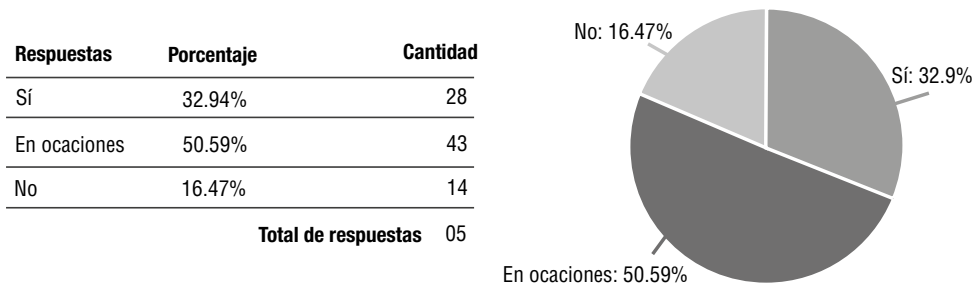 Respuestas Porcentaje Cantidad
Sí 32.94% 28
En ocaciones 50.59% 43
No 16.47% 14
Total de respuestas 05
No: 16.47%
Sí: 32.9%
En ocaciones: 50.59%